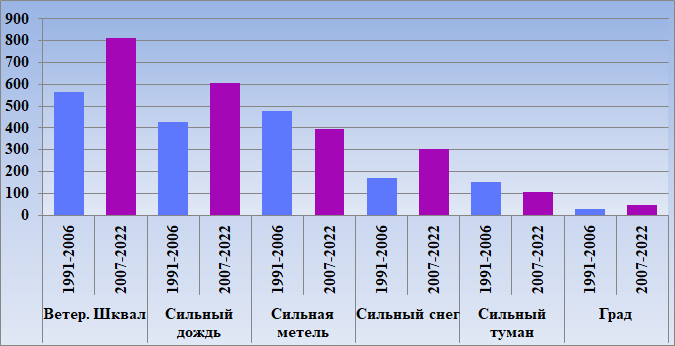 900
800
700
600
500
400
300
200
100
0
1991-2006
2007-2022
1991-2006
2007-2022
1991-2006
2007-2022
1991-2006
2007-2022
1991-2006
2007-2022
1991-2006
2007-2022
Ветер. Шквал
Сильный
дождь
Сильная
метель
Сильный снег
Сильный
туман
Град